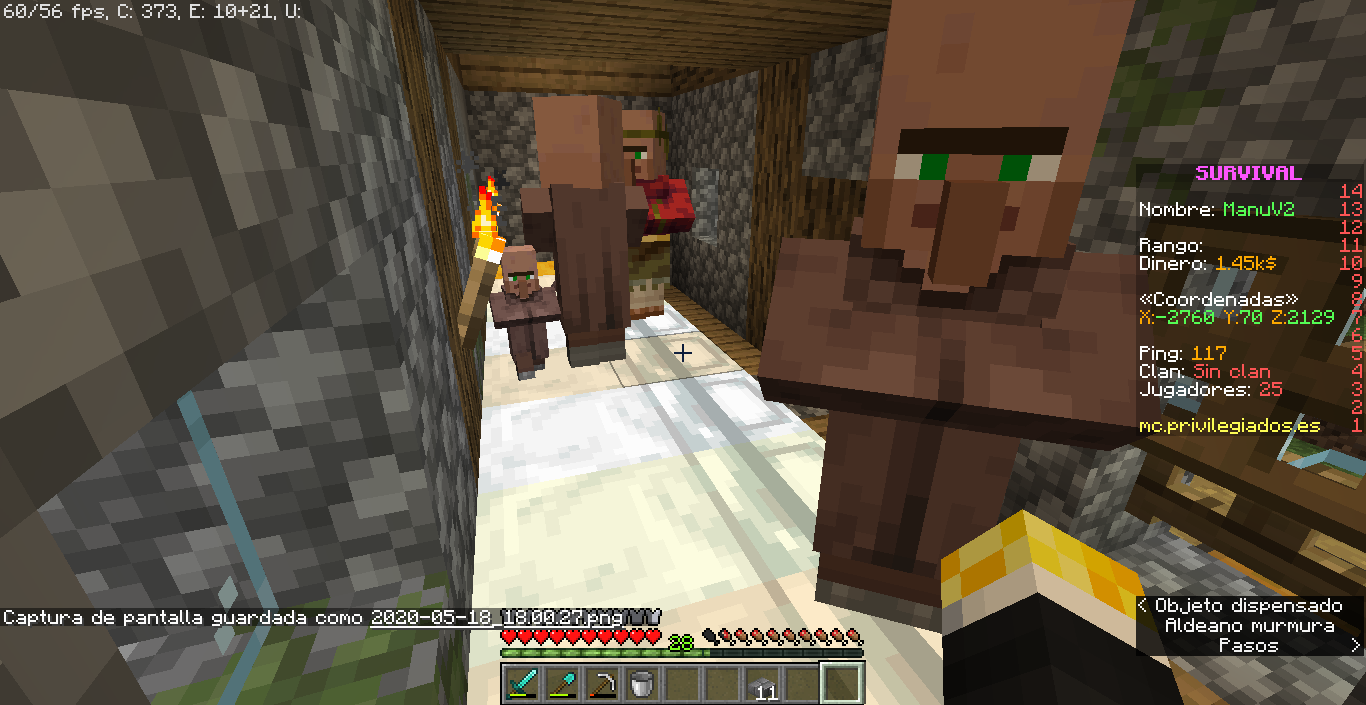 60/56 fps, C: 373, E: 10+21, U:
SURVIVAL
14
Nombre: ManuV2 13
12
Rango: 11
Dinero: 1.45k$ 10
9
«Coordenadas» 8
X:-2760 Y:70 Z:2129 7
6
Ping: 117 5
Clan: Sin clan 4
Jugadores: 25 3
2
mc.privilegiados.es 1
Captura de pantalla guardada como 2020-05-18_18.00.27.png
< Objeto dispensado
Aldeano murmura
Pasos >
28
11